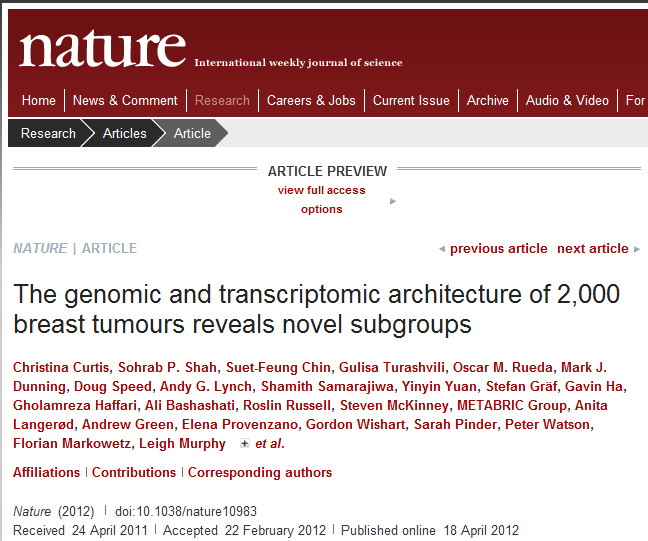 nature International weekly journal of science
Home News & Comment Research Careers & Jobs Current Issue Archive Audio & Video For
Research Articles Article
ARTICLE PREVIEW
view full access
options
NATURE | ARTICLE
previous article next article
The genomic and transcriptomic architecture of 2,000
breast tumours reveals novel subgroups
Christina Curtis, Sohrab P. Shah, Suet-Feung Chin, Gulisa Turashvili, Oscar M. Rueda, Mark J.
Dunning, Doug Speed, Andy G. Lynch, Shamith Samarajiwa, Yinyin Yuan, Stefan Gräf, Gavin Ha,
Gholamreza Haffari, Ali Bashashati, Roslin Russell, Steven McKinney, METABRIC Group, Anita
Langerød, Andrew Green, Elena Provenzano, Gordon Wishart, Sarah Pinder, Peter Watson,
Florian Markowetz, Leigh Murphy + et al.
Affiliations | Contributions | Corresponding authors
Nature (2012) | doi:10.1038/nature10983
Received 24 April 2011 | Accepted 22 February 2012 | Published online 18 April 2012